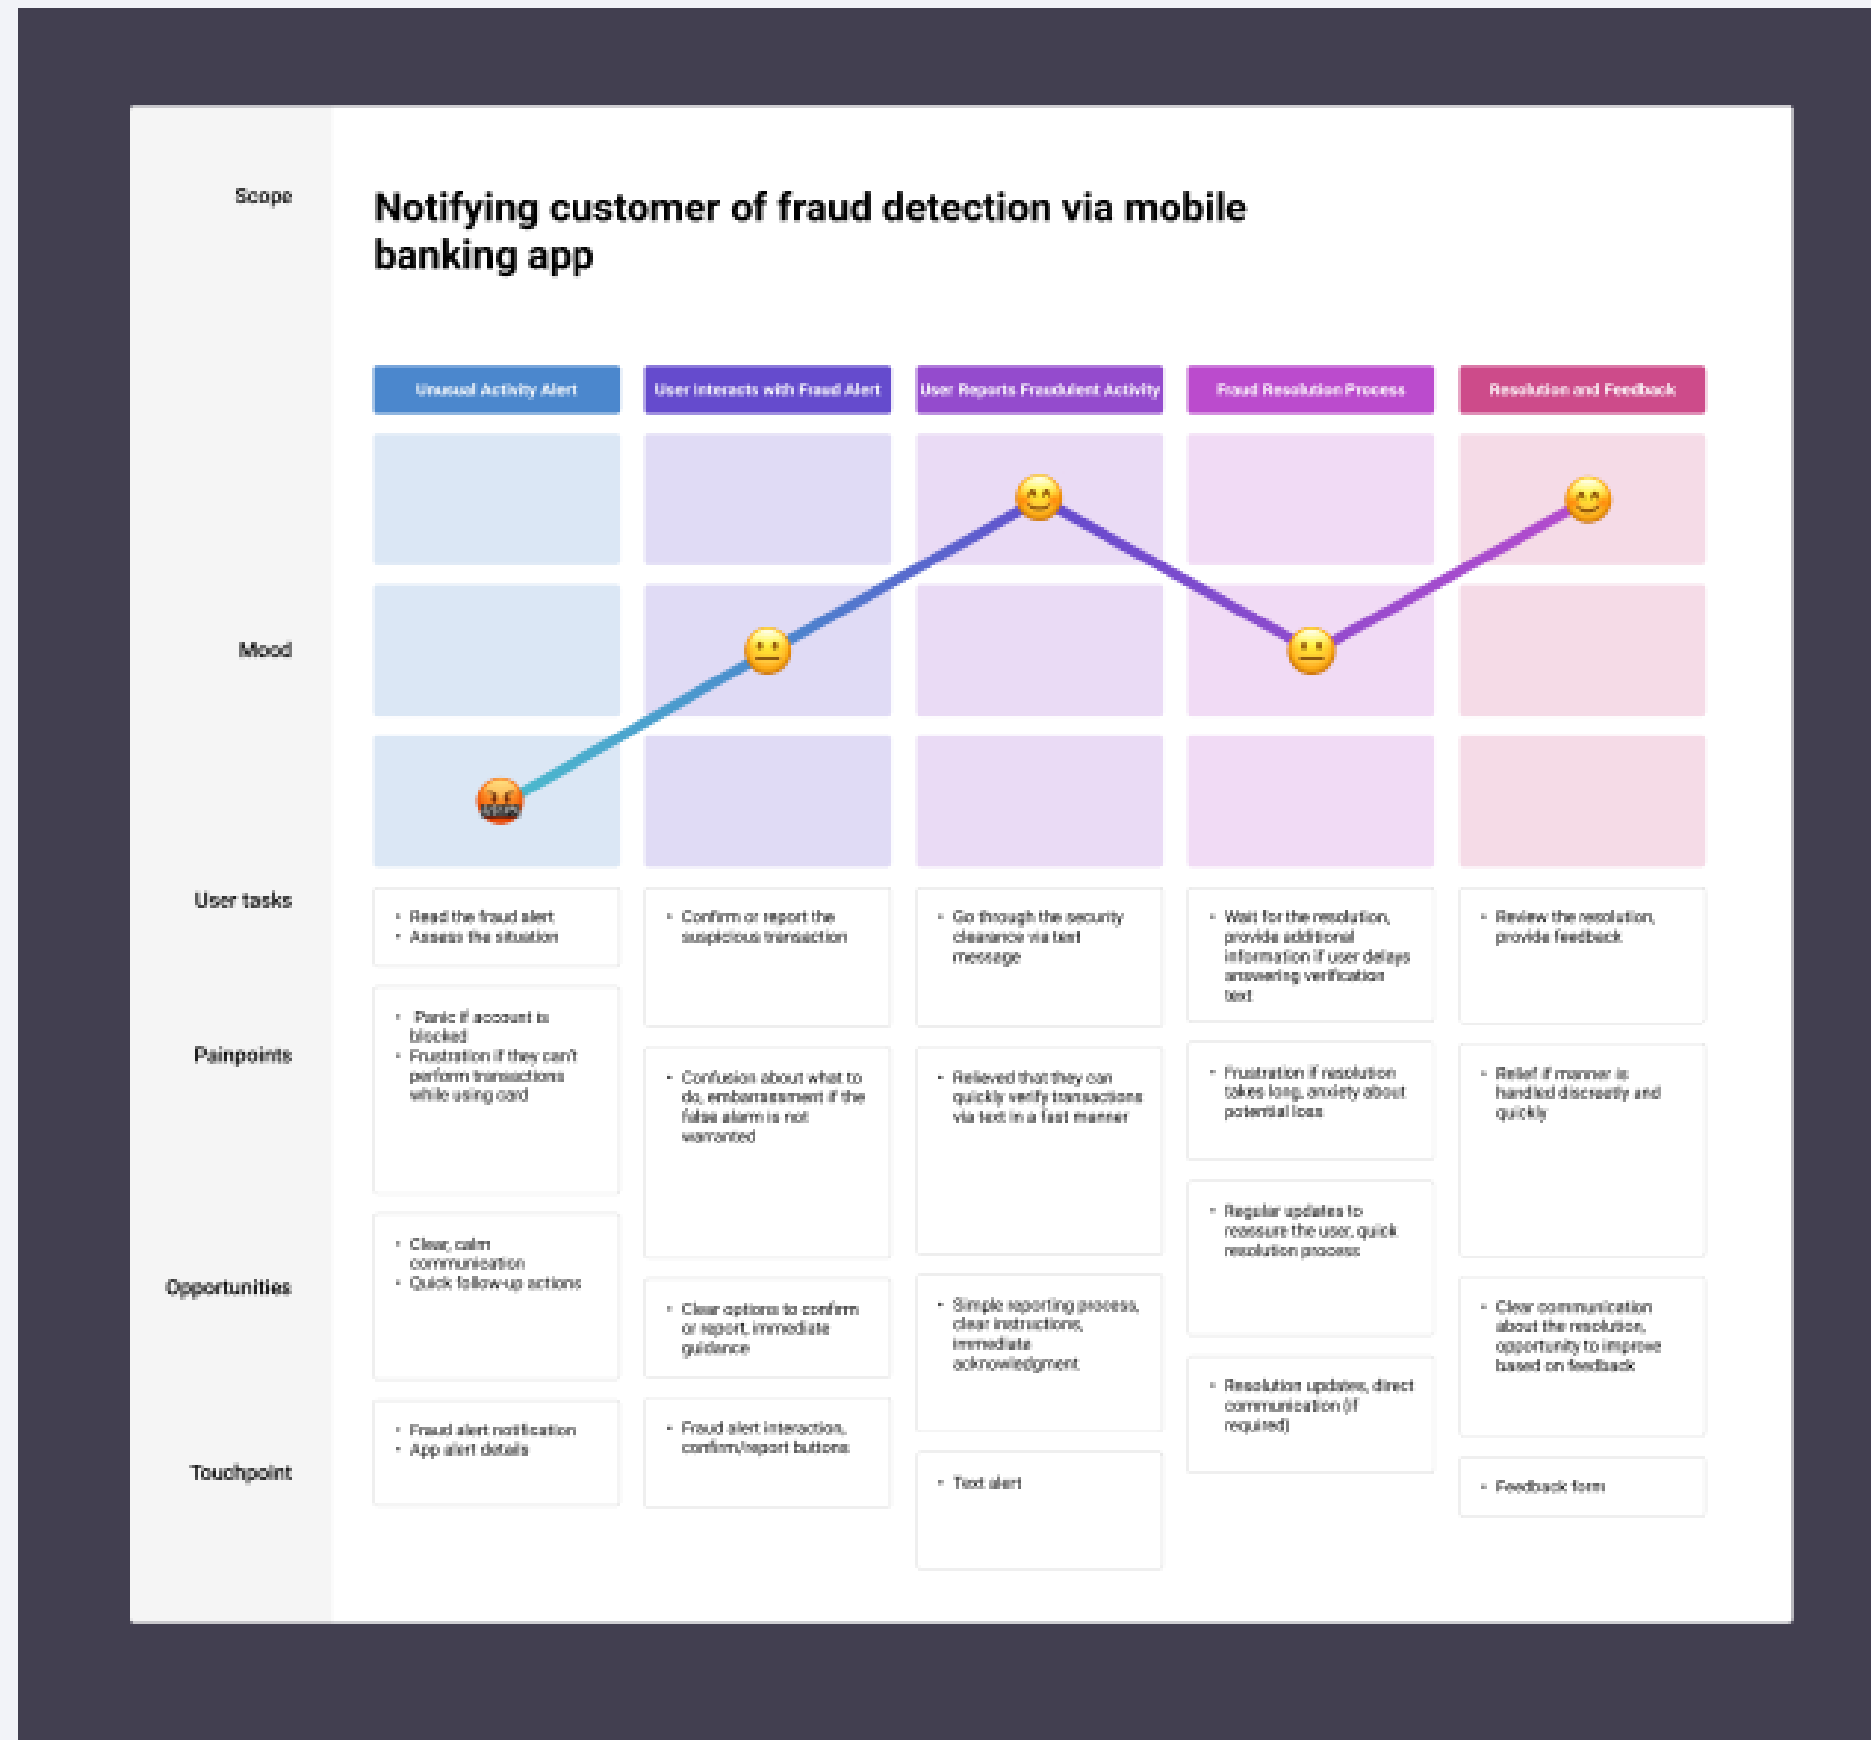 Scope
Notifying customer of fraud detection via mobile
banking app
Unusual Activity Alert
User interacts with Fraud Alert
User Reports Fraudulent Activity
Fraud Resolution Process
Resolution and Feedback
Mood
User tasks
• Read the fraud alert
• Assess the situation
• Confirm or report the
suspicious transaction
• Go through the security
clearance via text
message
• Wait for the resolution,
provide additional
information if user delays
answering verification
text
• Review the resolution,
provide feedback
Painpoints
• Panic if account is
blocked
• Frustration if they can't
perform transactions
while using card
• Confusion about what to
do, embarrassment if the
false alarm is not
warranted
• Relieved that they can
quickly verify transactions
via text in a fast manner
• Frustration if resolution
takes long, anxiety about
potential loss
• Relief if manner is
handled discreetly and
quickly
Opportunities
• Clear, calm
communication
• Quick follow-up actions
• Clear options to confirm
or report, immediate
guidance
• Simple reporting process,
clear instructions,
immediate
acknowledgment
• Regular updates to
reassure the user, quick
resolution process
• Clear communication
about the resolution,
opportunity to improve
based on feedback
Touchpoint
• Fraud alert notification
• App alert details
• Fraud alert interaction,
confirm/report buttons
• Text alert
• Resolution updates, direct
communication (if
required)
• Feedback form